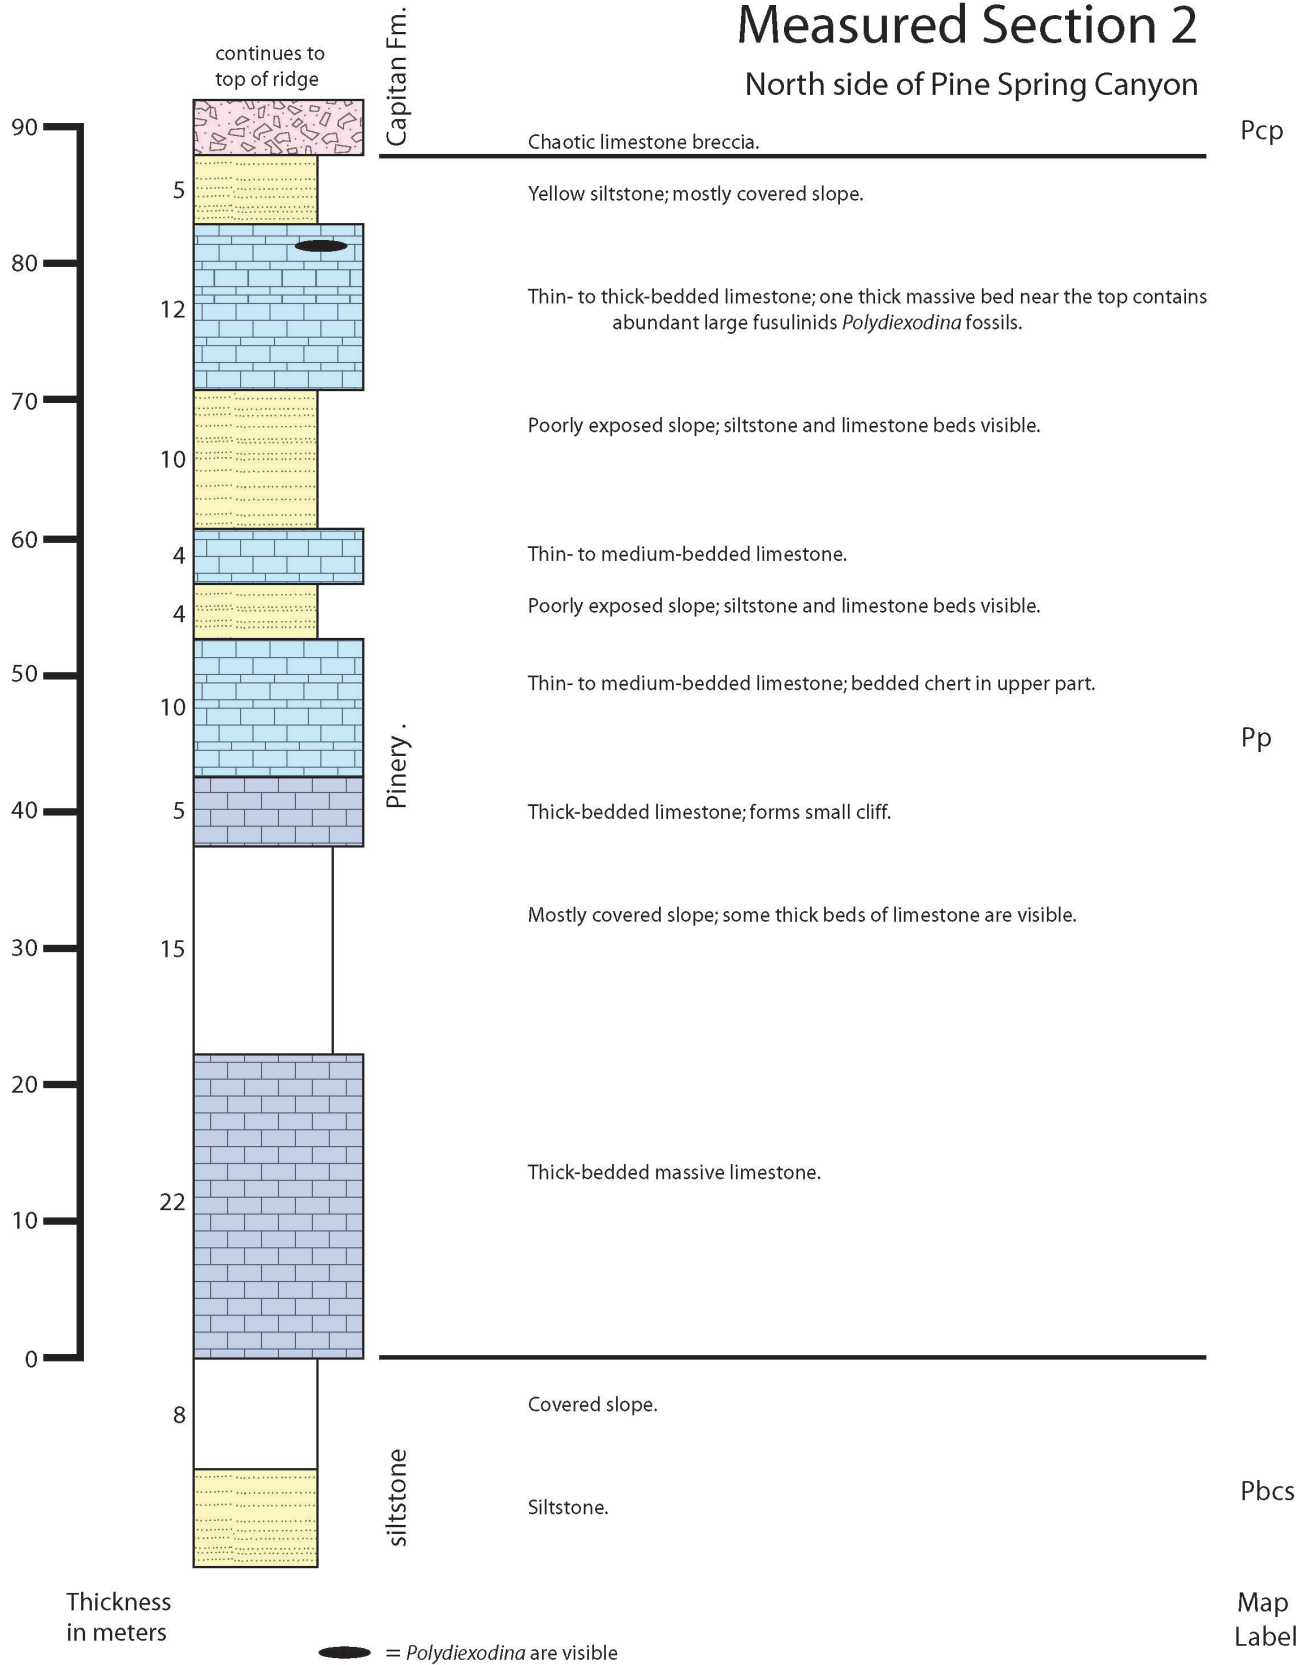 Measured Section 2
North side of Pine Spring Canyon
continues to
top of ridge
Capitan Fm.
90
Chaotic limestone breccia.
Pcp
5
Yellow siltstone; mostly covered slope.
80
12
Thin- to thick-bedded limestone; one thick massive bed near the top contains
abundant large fusulinids Polydiexodina fossils.
70
10
Poorly exposed slope; siltstone and limestone beds visible.
60
4
Thin- to medium-bedded limestone.
4
Poorly exposed slope; siltstone and limestone beds visible.
50
10
Thin- to medium-bedded limestone; bedded chert in upper part.
Pinery .
Pp
40
5
Thick-bedded limestone; forms small cliff.
30
15
Mostly covered slope; some thick beds of limestone are visible.
20
22
Thick-bedded massive limestone.
10
0
8
Covered slope.
siltstone
Siltstone.
Pbcs
Thickness
in meters
= Polydiexodina are visible
Map
Label